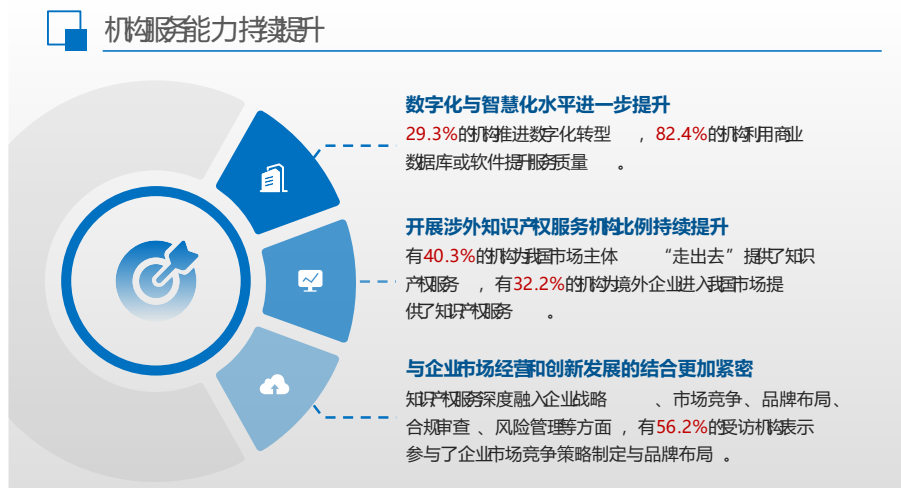 机构服务能力持续提升
数字化与智慧化水平进一步提升
29.3%的机构推进数字化转型，82.4%的机构利用商业
数据库或软件提升服务质量。
开展涉外知识产权服务机构比例持续提升
有40.3%的机构为我国市场主体“走出去”提供了知识
产权服务，有32.2%的机构为境外企业进入我国市场提
供了知识产权服务。
与企业市场经营和创新发展的结合更加紧密
知识产权服务深度融入企业战略、市场竞争、品牌布局、
合规审查、风险管理等方面，有56.2%的受访机构表示
参与了企业市场竞争策略制定与品牌布局。